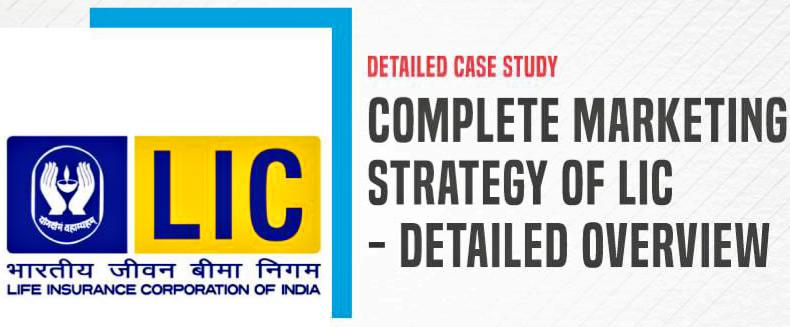 LIC
योगक्षेमं वहाम्यहम्
भारतीय जीवन बीमा निगम
LIFE INSURANCE CORPORATION OF INDIA
DETAILED CASE STUDY
COMPLETE MARKETING
STRATEGY OF LIC
– DETAILED OVERVIEW